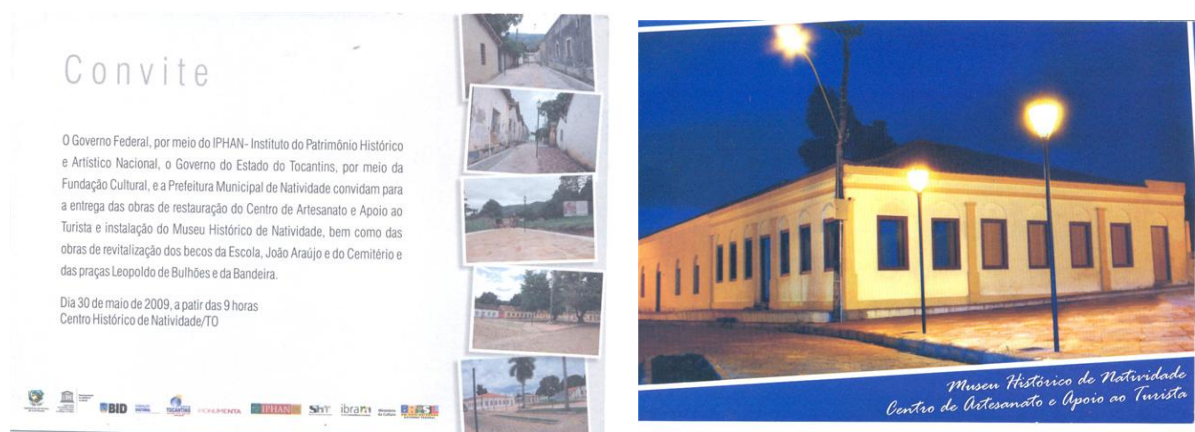 Convite
O Governo Federal, por meio do IPHAN- Instituto do Patrimônio Histórico
e Artístico Nacional, o Governo do Estado do Tocantins, por meio da
Fundação Cultural, e a Prefeitura Municipal de Natividade convidam para
a entrega das obras de restauração do Centro de Artesanato e Apoio ao
Turista e instalação do Museu Histórico de Natividade, bem como das
obras de revitalização dos becos da Escola, João Araújo e do Cemitério e
das praças Leopoldo de Bulhões e da Bandeira.
Dia 30 de maio de 2009, a patir das 9 horas
Centro Histórico de Natividade/TO
BID
TOCANTINS
MONUMENTA
IPHAN
ibram
Ministério
da Cultura
BRASIL
Museu Histórico de Natividade
Centro de Artesanato e Apoio ao Turista